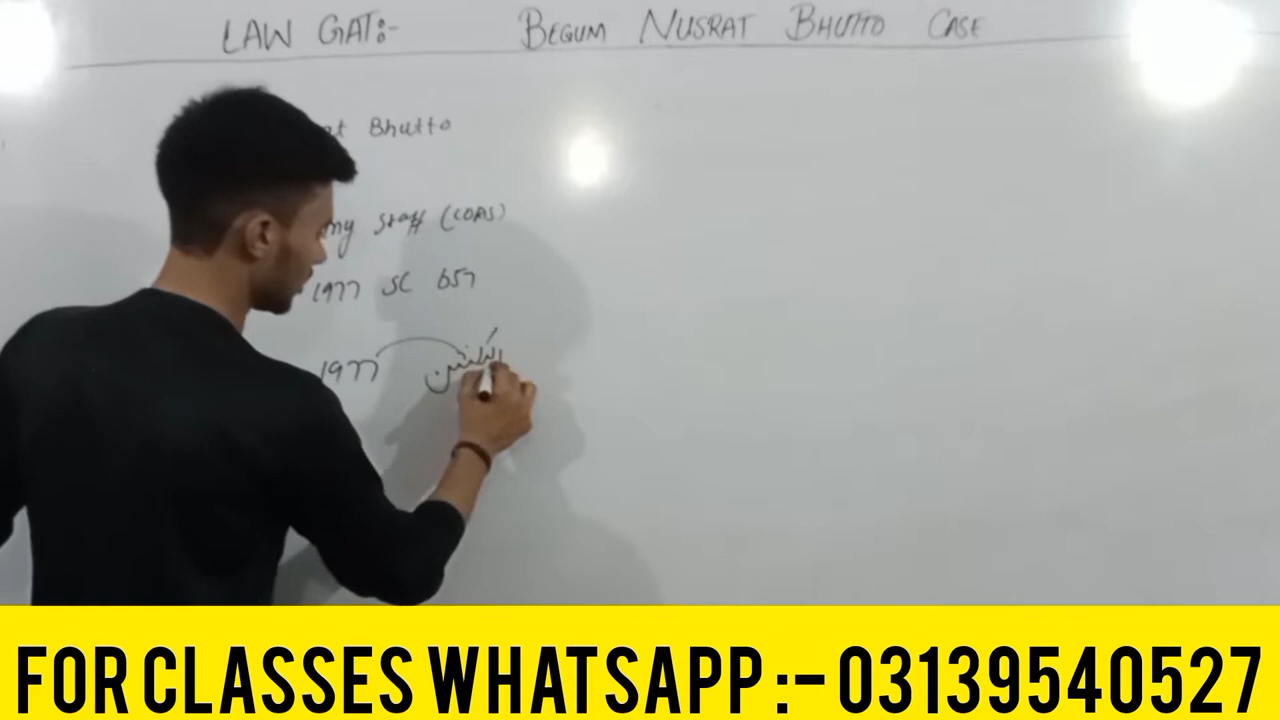 LAW GAT:- BEGUM NUSRAT BHUTTO CASE
at Bhutto
my Staff (COAS)
1977 SC 657
1977 الیکشن
FOR CLASSES WHATSAPP :- 03139540527